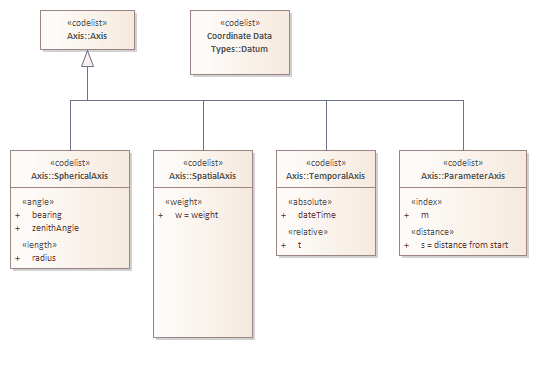 «codelist»
Axis::Axis
«codelist»
Coordinate Data
Types::Datum
«codelist»
Axis::SphericalAxis
«angle»
+ bearing
+ zenithAngle
«length»
+ radius
«codelist»
Axis::SpatialAxis
«weight»
+ w = weight
«codelist»
Axis::TemporalAxis
«absolute»
+ dateTime
«relative»
+ t
«codelist»
Axis::ParameterAxis
«index»
+ m
«distance»
+ s = distance from start